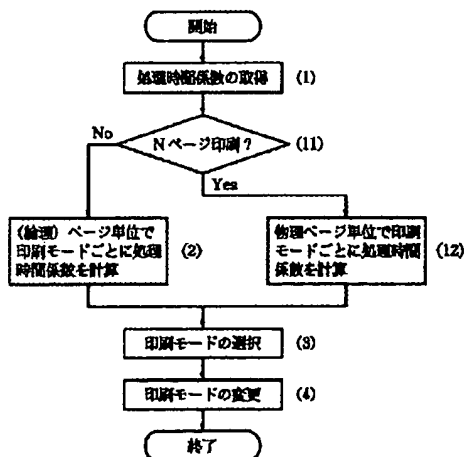 開始
処理時間係数の取得 (1)
Nページ印刷? (11)
No
Yes
(論理)ページ単位で
印刷モードごとに処理 (2)
時間係数を計算
物理ページ単位で印刷
モードごとに処理時間 (12)
係数を計算
印刷モードの選択 (3)
印刷モードの変更 (4)
終了